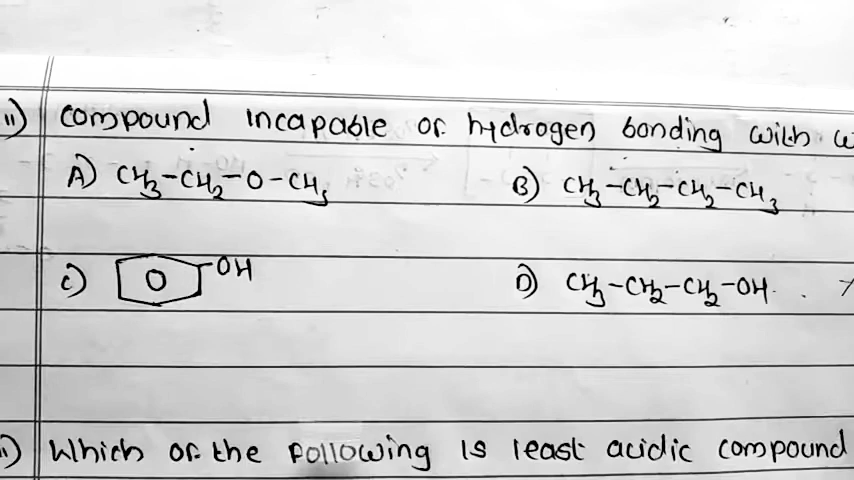 ii) compound incapable of hydrogen bonding with
A) CH3-CH2-O-CH3 B) CH3-CH2-CH2-CH3
C) OH D) CH3-CH2-CH2-OH.
i) Which of the following is least acidic compound